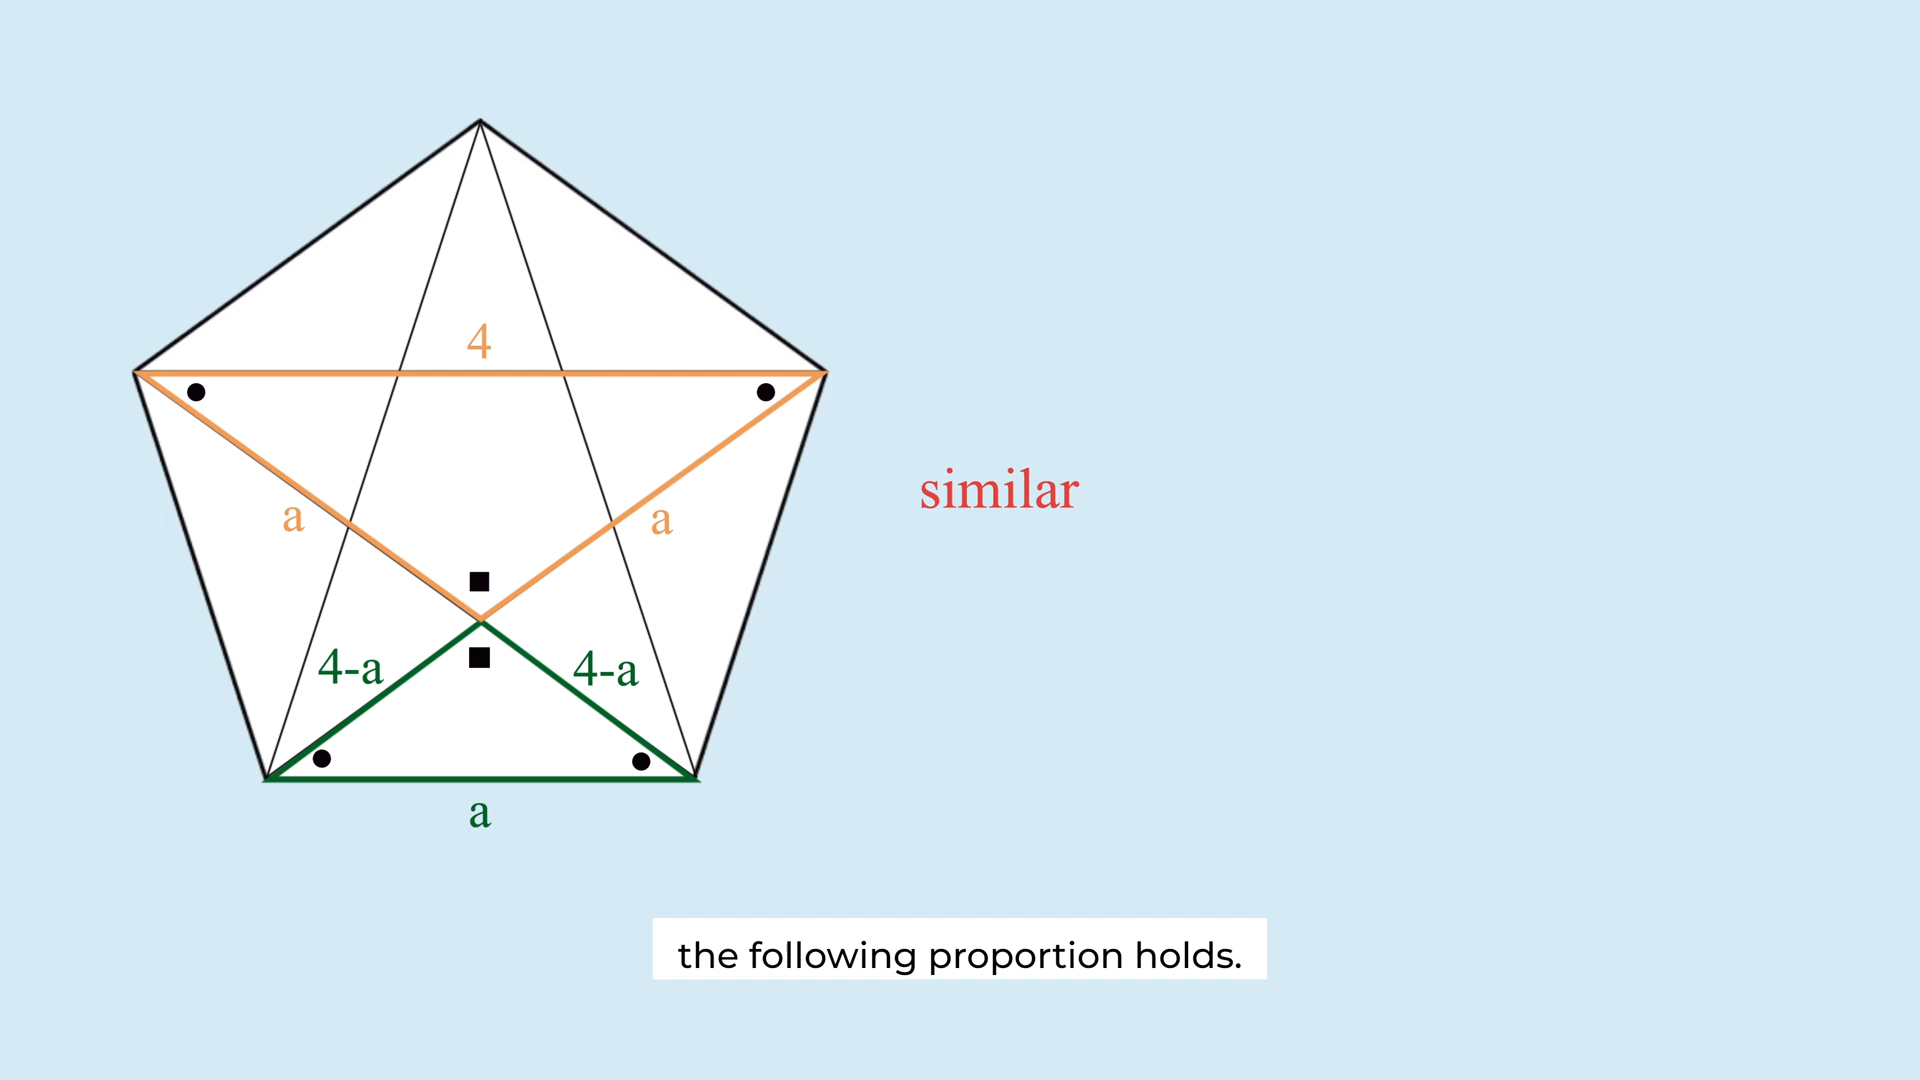 4
similar
a
a
4-a
4-a
a
the following proportion holds.